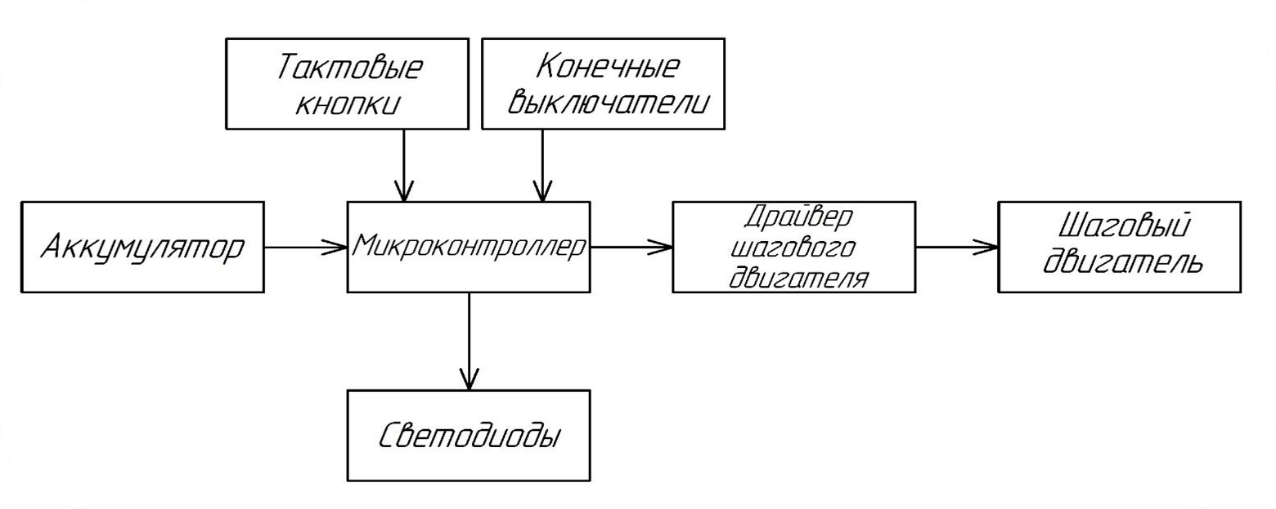 Тактовые
кнопки
Конечные
выключатели
Аккумулятор
Микроконтроллер
Драйвер
шагового
двигателя
Шаговый
двигатель
Светодиоды